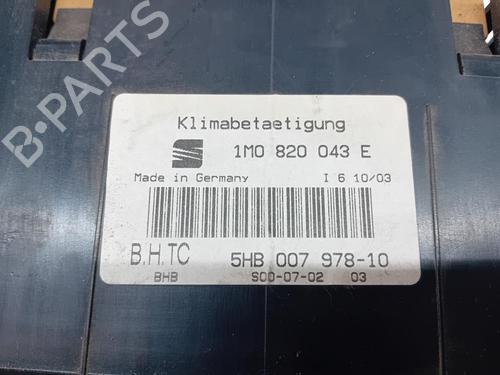 Klimabetaetigung
1M0 820 043 E
Made in Germany I 6 10/03
B.H.TC 5HB 007 978-10
BHB S00-07-02 03
B-PARTS